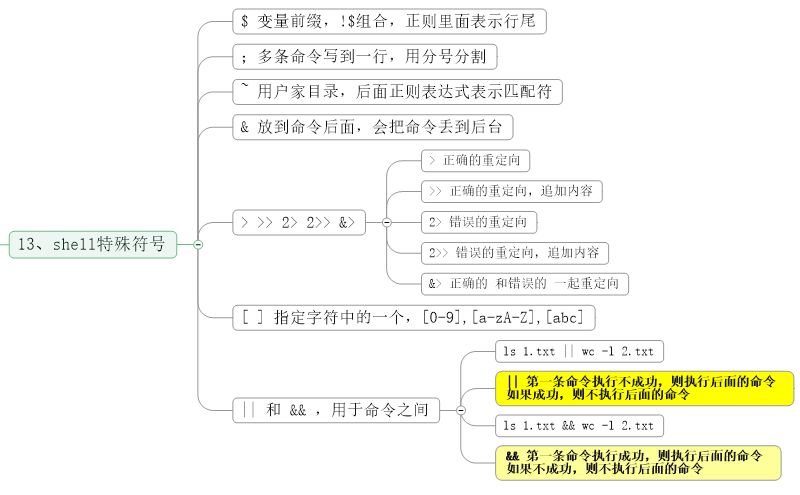 $ 变量前缀，!$组合，正则里面表示行尾
; 多条命令写到一行，用分号分割
~ 用户家目录，后面正则表达式表示匹配符
& 放到命令后面，会把命令丢到后台
> 正确的重定向
>> 正确的重定向，追加内容
> >> 2> 2>> &>
2> 错误的重定向
13、shell特殊符号
2>> 错误的重定向，追加内容
&> 正确的 和错误的 一起重定向
[ ] 指定字符中的一个，[0-9],[a-zA-Z],[abc]
ls 1.txt || wc -l 2.txt
|| 第一条命令执行不成功，则执行后面的命令
如果成功，则不执行后面的命令
|| 和 && ，用于命令之间
ls 1.txt && wc -l 2.txt
&& 第一条命令执行成功，则执行后面的命令
如果不成功，则不执行后面的命令